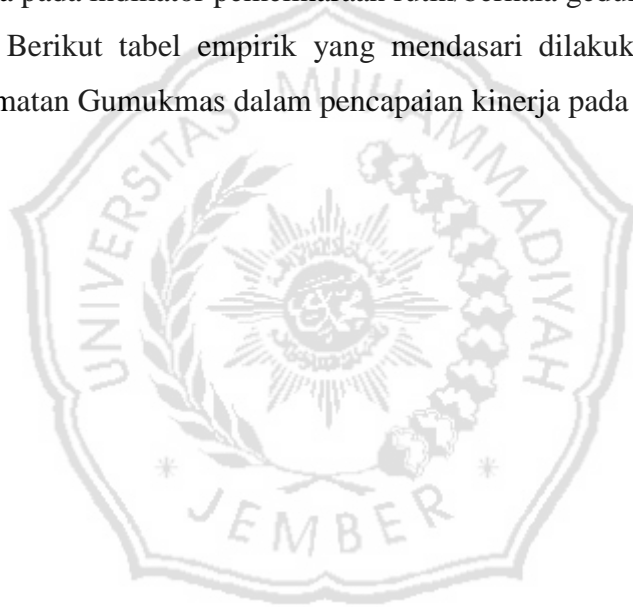 a pada indikator pemeliharaan rutin/berkala gedu
Berikut tabel empirik yang mendasari dilakuk
matan Gumukmas dalam pencapaian kinerja pada
UNIVERSITAS MUHAMMADIYAH
JEMBER